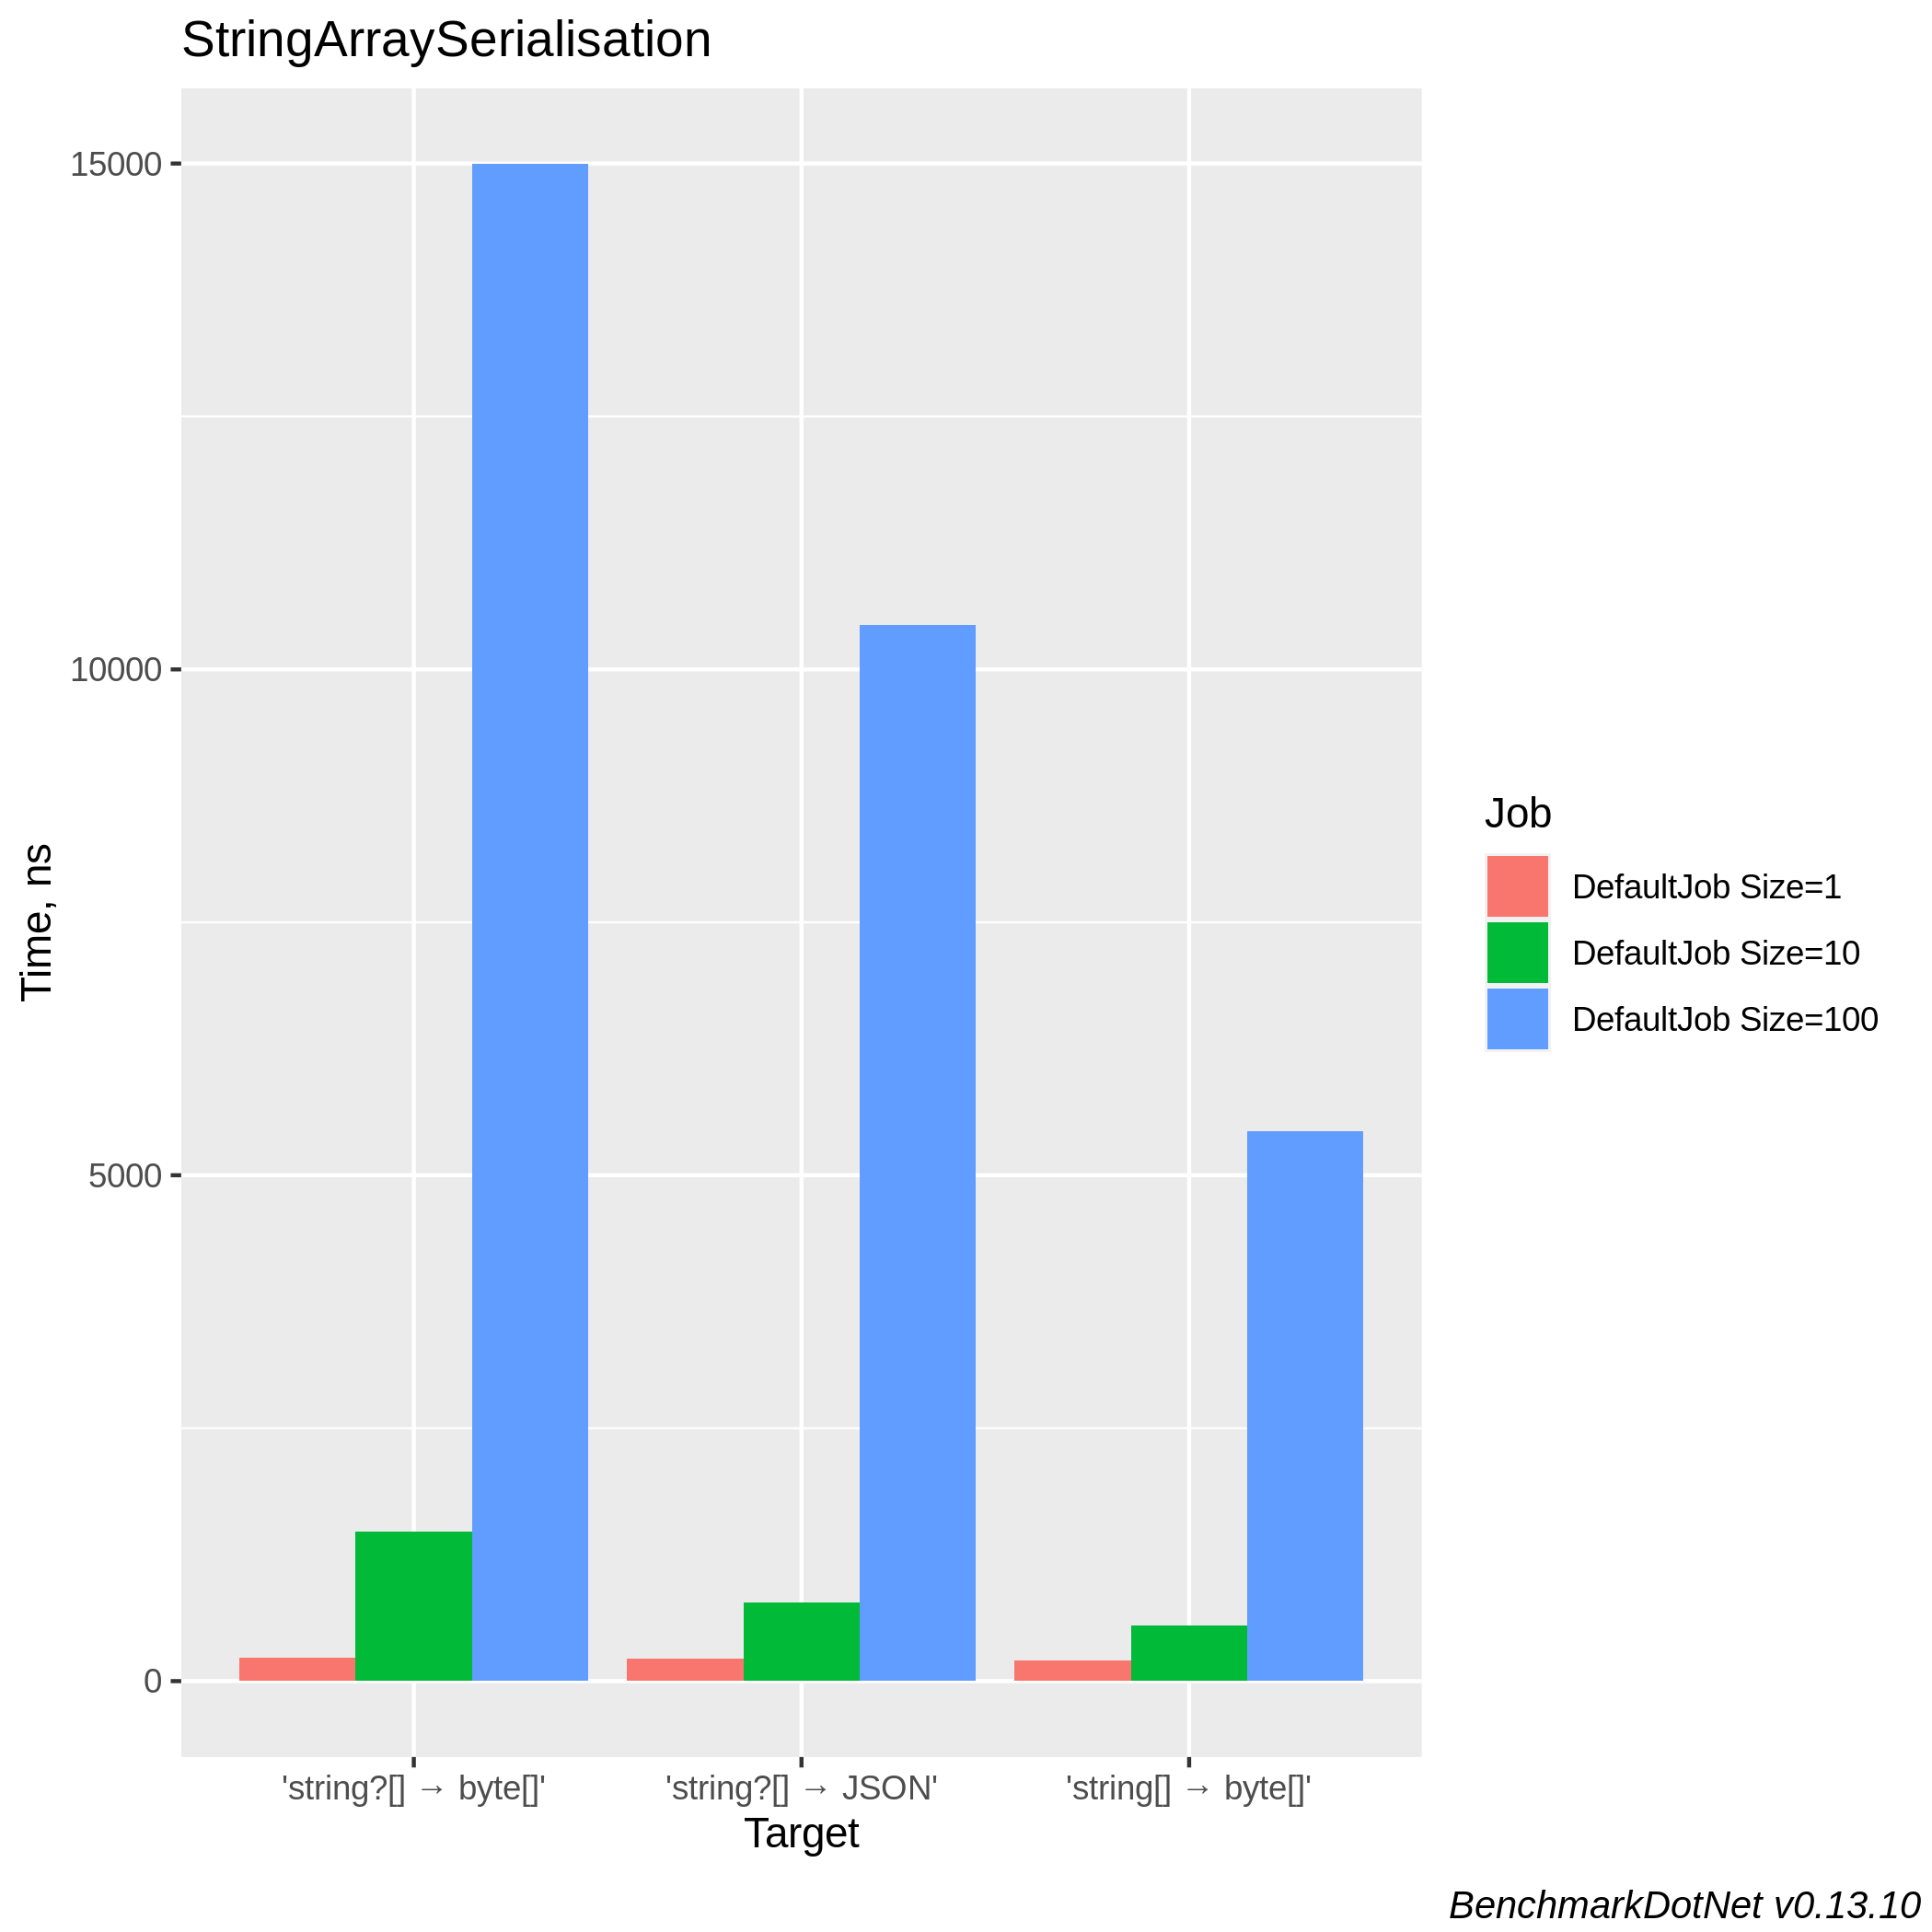 StringArraySerialisation
15000
10000
5000
0
Time, ns
'string?[] → byte[]'
'string?[] → JSON'
'string[] → byte[]'
Target
Job
DefaultJob Size=1
DefaultJob Size=10
DefaultJob Size=100
BenchmarkDotNet v0.13.10